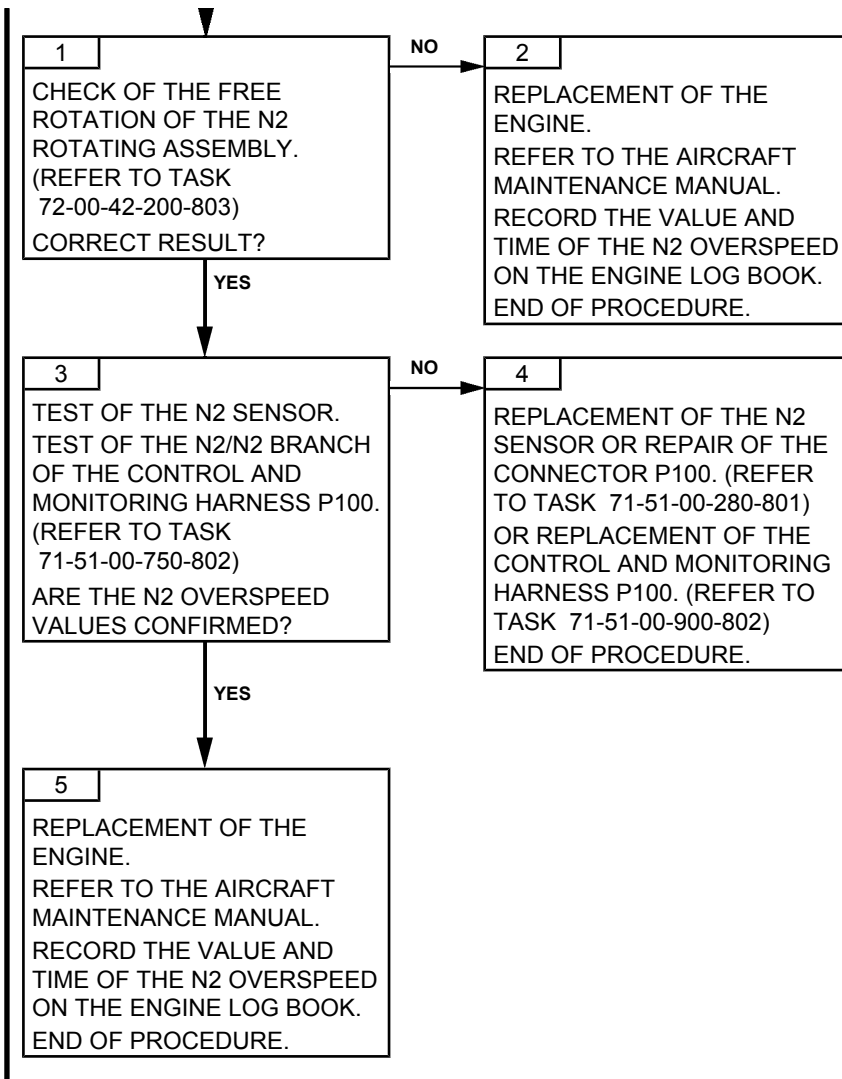 1
CHECK OF THE FREE
ROTATION OF THE N2
ROTATING ASSEMBLY.
(REFER TO TASK
72-00-42-200-803)
CORRECT RESULT?
NO
2
REPLACEMENT OF THE
ENGINE.
REFER TO THE AIRCRAFT
MAINTENANCE MANUAL.
RECORD THE VALUE AND
TIME OF THE N2 OVERSPEED
ON THE ENGINE LOG BOOK.
END OF PROCEDURE.
YES
3
TEST OF THE N2 SENSOR.
TEST OF THE N2/N2 BRANCH
OF THE CONTROL AND
MONITORING HARNESS P100.
(REFER TO TASK
71-51-00-750-802)
ARE THE N2 OVERSPEED
VALUES CONFIRMED?
NO
4
REPLACEMENT OF THE N2
SENSOR OR REPAIR OF THE
CONNECTOR P100. (REFER
TO TASK 71-51-00-280-801)
OR REPLACEMENT OF THE
CONTROL AND MONITORING
HARNESS P100. (REFER TO
TASK 71-51-00-900-802)
END OF PROCEDURE.
YES
5
REPLACEMENT OF THE
ENGINE.
REFER TO THE AIRCRAFT
MAINTENANCE MANUAL.
RECORD THE VALUE AND
TIME OF THE N2 OVERSPEED
ON THE ENGINE LOG BOOK.
END OF PROCEDURE.